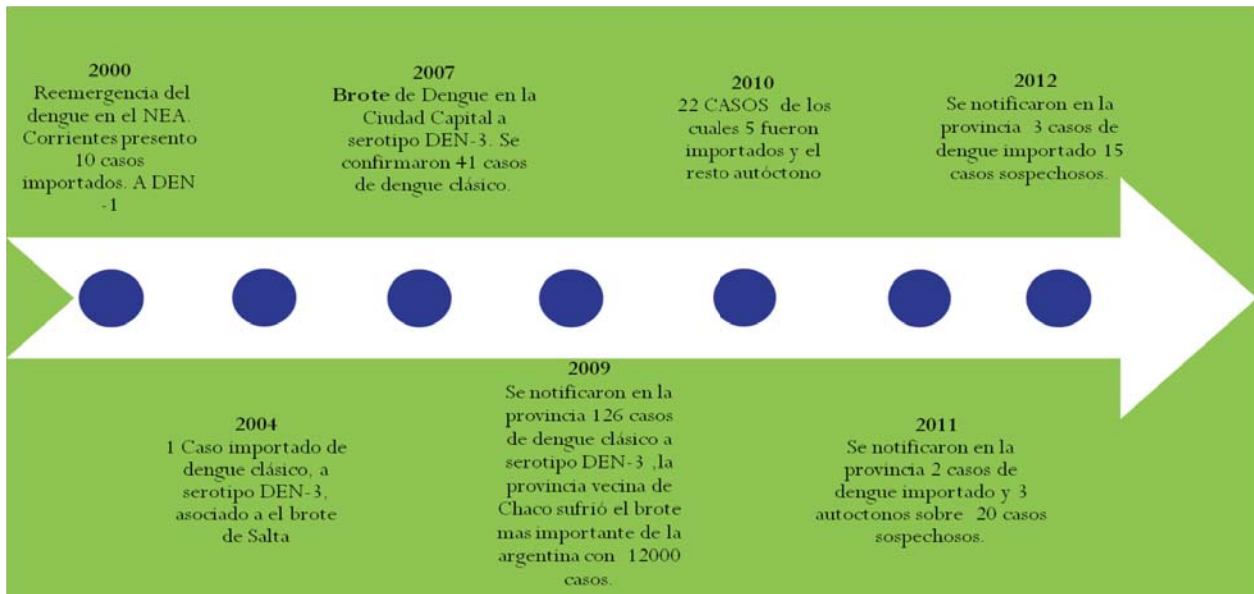 2000
Reemergencia del
dengue en el NEA.
Corrientes presento
10 casos
importados. A DEN
-1
2004
1 Caso importado de
dengue clásico, a
serotipo DEN-3,
asociado a el brote
de Salta
2007
Brote de Dengue en la
Ciudad Capital a
serotipo DEN-3. Se
confirmaron 41 casos
de dengue clásico.
2009
Se notificaron en la
provincia 126 casos
de dengue clásico a
serotipo DEN-3 ,la
provincia vecina de
Chaco sufrió el brote
mas importante de la
argentina con 12000
casos.
2010
22 CASOS de los
cuales 5 fueron
importados y el
resto autóctono
2011
Se notificaron en la
provincia 2 casos de
dengue importado y 3
autoctonos sobre 20 casos
sospechosos.
2012
Se notificaron en la
provincia 3 casos de
dengue importado 15
casos sospechosos.